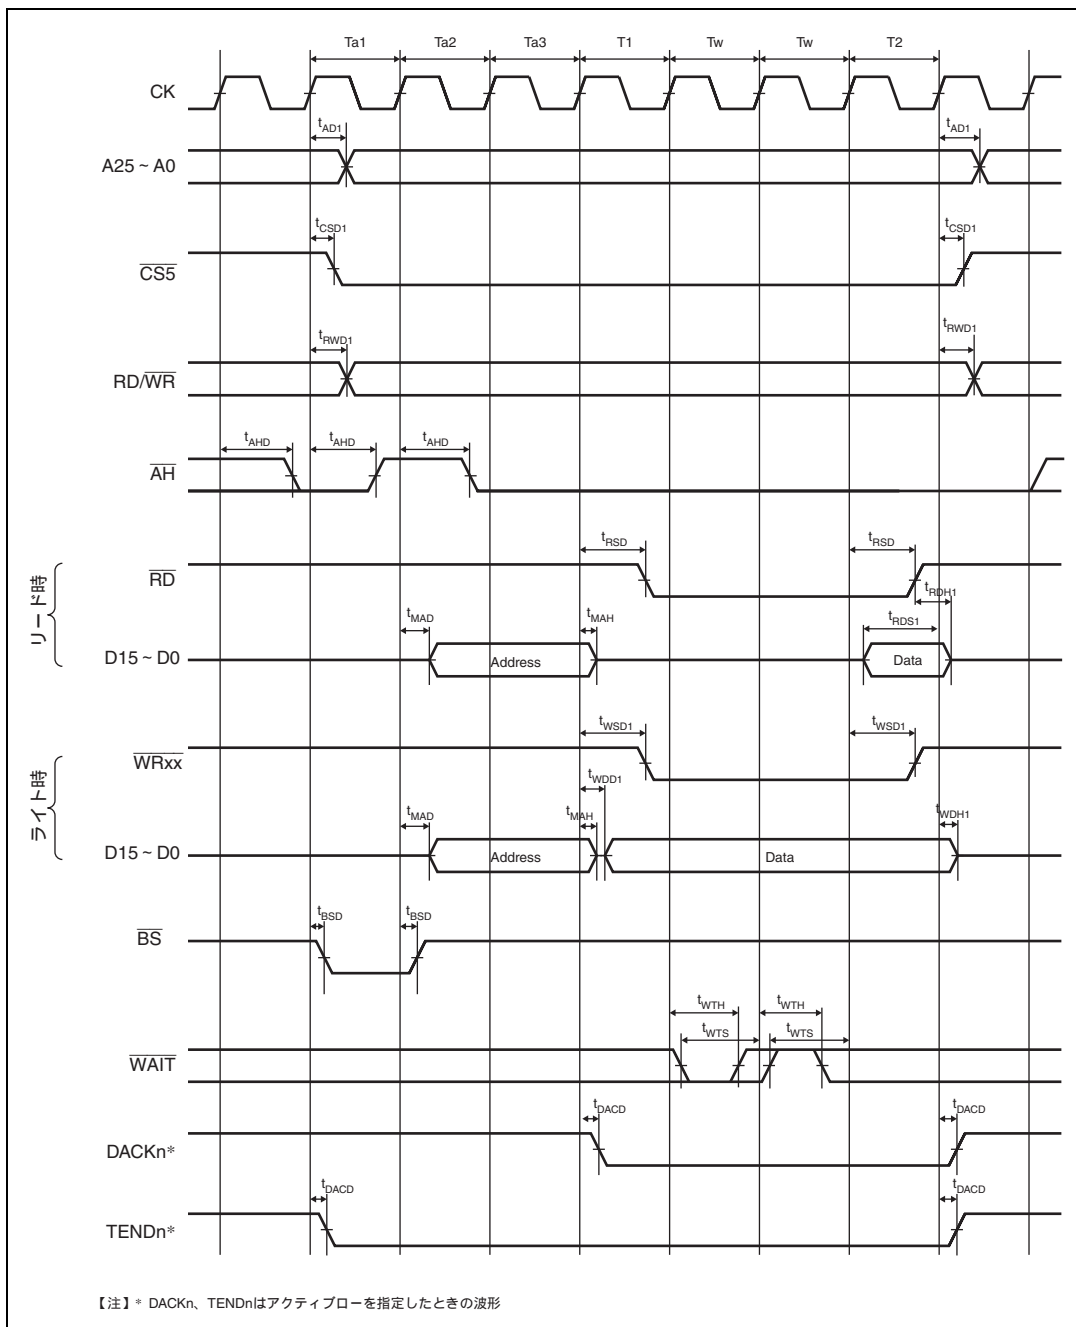 Ta1 Ta2 Ta3 T1 Tw Tw T2
CK
tAD1 tAD1
A25 ~ A0
tCSD1 tCSD1
CS5
tRWD1 tRWD1
RD/WR
tAHD tAHD tAHD
AH
tRSD tRSD
RD
tRDH1
リード時
tMAD tMAH tRDS1
D15 ~ D0 Address Data
tWSD1 tWSD1
WRxx
tWDD1
ライト時
tMAD tMAH tWDH1
D15 ~ D0 Address Data
tBSD tBSD
BS
tWTH tWTH
tWTS tWTS
WAIT
tDACD tDACD
DACKn*
tDACD tDACD
TENDn*
【注】* DACKn、TENDnはアクティブローを指定したときの波形